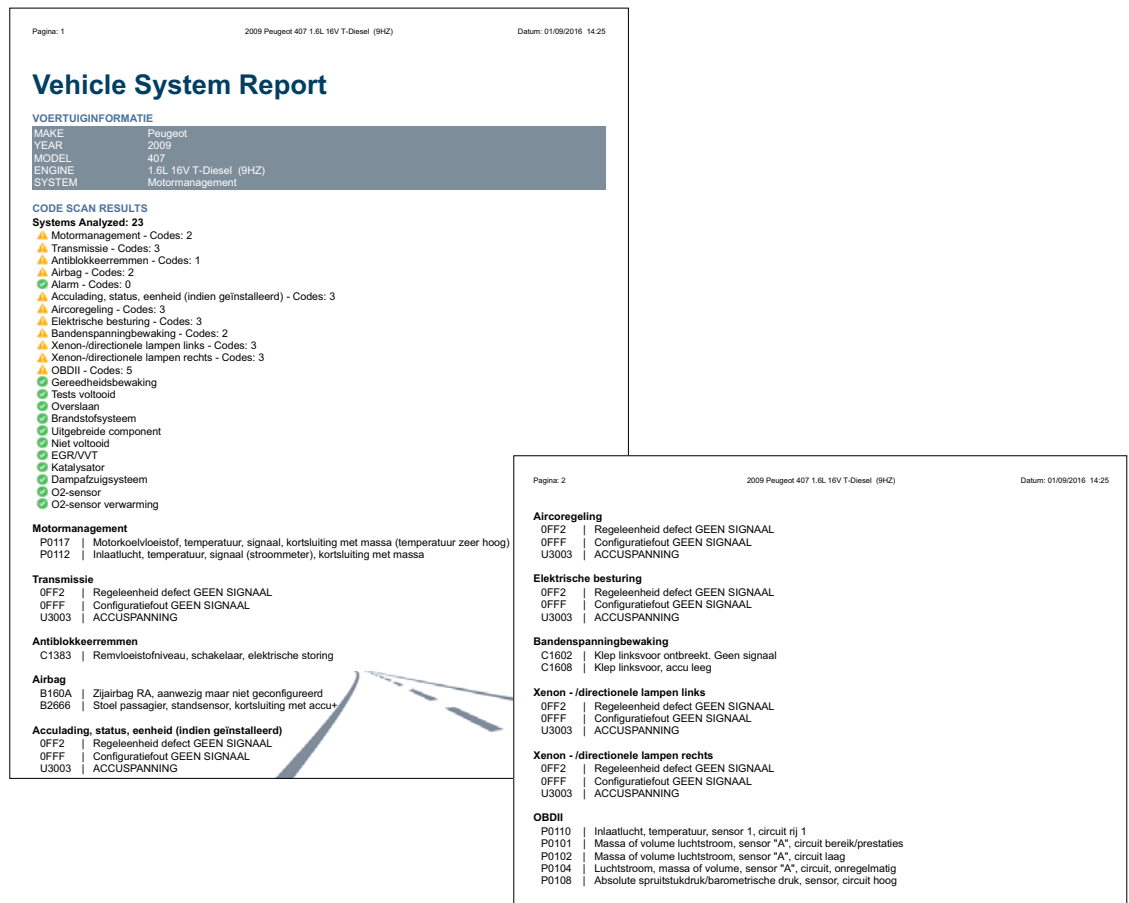 Pagina: 1 2009 Peugeot 407 1.6L 16V T-Diesel (9HZ) Datum: 01/09/2016 14:25
Vehicle System Report
VOERTUIGINFORMATIE
MAKE Peugeot
YEAR 2009
MODEL 407
ENGINE 1.6L 16V T-Diesel (9HZ)
SYSTEM Motormanagement
CODE SCAN RESULTS
Systems Analyzed: 23
Motormanagement - Codes: 2
Transmissie - Codes: 3
Antiblokkeerremmen - Codes: 1
Airbag - Codes: 2
Alarm - Codes: 0
Acculading, status, eenheid (indien geïnstalleerd) - Codes: 3
Aircoregeling - Codes: 3
Elektrische besturing - Codes: 3
Bandenspanningbewaking - Codes: 2
Xenon-/directionele lampen links - Codes: 3
Xenon-/directionele lampen rechts - Codes: 3
OBDII - Codes: 5
Gereedheidsbewaking
Tests voltooid
Overslaan
Brandstofsysteem
Uitgebreide component
Niet voltooid
EGR/VVT
Katalysator
Dampafzuigsysteem
O2-sensor
O2-sensor verwarming
Motormanagement
P0117 | Motorkoelvloeistof, temperatuur, signaal, kortsluiting met massa (temperatuur zeer hoog)
P0112 | Inlaatlucht, temperatuur, signaal (stroommeter), kortsluiting met massa
Transmissie
0FF2 | Regeleenheid defect GEEN SIGNAAL
0FFF | Configuratiefout GEEN SIGNAAL
U3003 | ACCUSPANNING
Antiblokkeerremmen
C1383 | Remvloeistofniveau, schakelaar, elektrische storing
Airbag
B160A | Zijairbag RA, aanwezig maar niet geconfigureerd
B2666 | Stoel passagier, standsensor, kortsluiting met accu+
Acculading, status, eenheid (indien geïnstalleerd)
0FF2 | Regeleenheid defect GEEN SIGNAAL
0FFF | Configuratiefout GEEN SIGNAAL
U3003 | ACCUSPANNING
Pagina: 2 2009 Peugeot 407 1.6L 16V T-Diesel (9HZ) Datum: 01/09/2016 14:25
Aircoregeling
0FF2 | Regeleenheid defect GEEN SIGNAAL
0FFF | Configuratiefout GEEN SIGNAAL
U3003 | ACCUSPANNING
Elektrische besturing
0FF2 | Regeleenheid defect GEEN SIGNAAL
0FFF | Configuratiefout GEEN SIGNAAL
U3003 | ACCUSPANNING
Bandenspanningbewaking
C1602 | Klep linksvoor ontbreekt. Geen signaal
C1608 | Klep linksvoor, accu leeg
Xenon - /directionele lampen links
0FF2 | Regeleenheid defect GEEN SIGNAAL
0FFF | Configuratiefout GEEN SIGNAAL
U3003 | ACCUSPANNING
Xenon - /directionele lampen rechts
0FF2 | Regeleenheid defect GEEN SIGNAAL
0FFF | Configuratiefout GEEN SIGNAAL
U3003 | ACCUSPANNING
OBDII
P0110 | Inlaatlucht, temperatuur, sensor 1, circuit rij 1
P0101 | Massa of volume luchtstroom, sensor "A", circuit bereik/prestaties
P0102 | Massa of volume luchtstroom, sensor "A", circuit laag
P0104 | Luchtstroom, massa of volume, sensor "A", circuit, onregelmatig
P0108 | Absolute spruitstukdruk/barometrische druk, sensor, circuit hoog